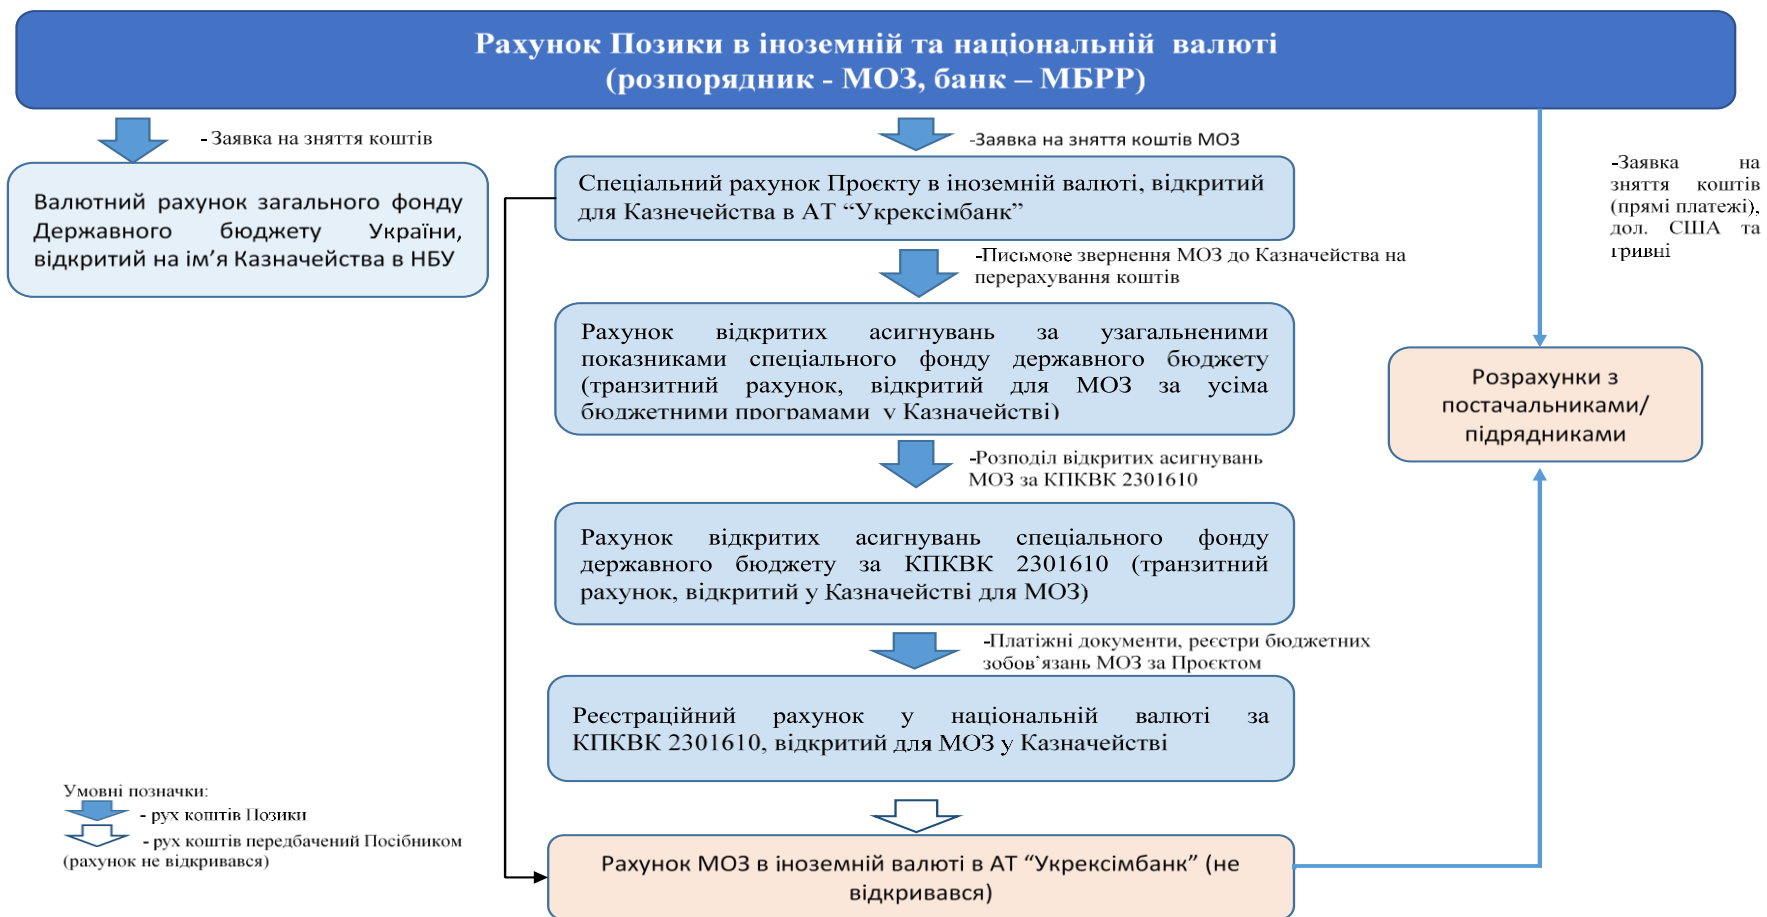 Рахунок Позики в іноземній та національній валюті
(розпорядник - МОЗ, банк – МБРР)
- Заявка на зняття коштів
Валютний рахунок загального фонду
Державного бюджету України,
відкритий на ім’я Казначейства в НБУ
-Заявка на зняття коштів МОЗ
Спеціальний рахунок Проєкту в іноземній валюті, відкритий
для Казнечейства в АТ “Укрексімбанк”
-Письмове звернення МОЗ до Казначейства на
перерахування коштів
Рахунок відкритих асигнувань за узагальненими
показниками спеціального фонду державного бюджету
(транзитний рахунок, відкритий для МОЗ за усіма
бюджетними програмами у Казначействі)
-Розподіл відкритих асигнувань
МОЗ за КПКВК 2301610
Рахунок відкритих асигнувань спеціального фонду
державного бюджету за КПКВК 2301610 (транзитний
рахунок, відкритий у Казначействі для МОЗ)
-Платіжні документи, реєстри бюджетних
зобов’язань МОЗ за Проєктом
Реєстраційний рахунок у національній валюті за
КПКВК 2301610, відкритий для МОЗ у Казначействі
Рахунок МОЗ в іноземній валюті в АТ “Укрексімбанк” (не
відкривався)
-Заявка на
зняття коштів
(прямі платежі),
дол. США та
гривні
Розрахунки з
постачальниками/
підрядниками
Умовні позначки:
- рух коштів Позики
- рух коштів передбачений Посібником
(рахунок не відкривався)